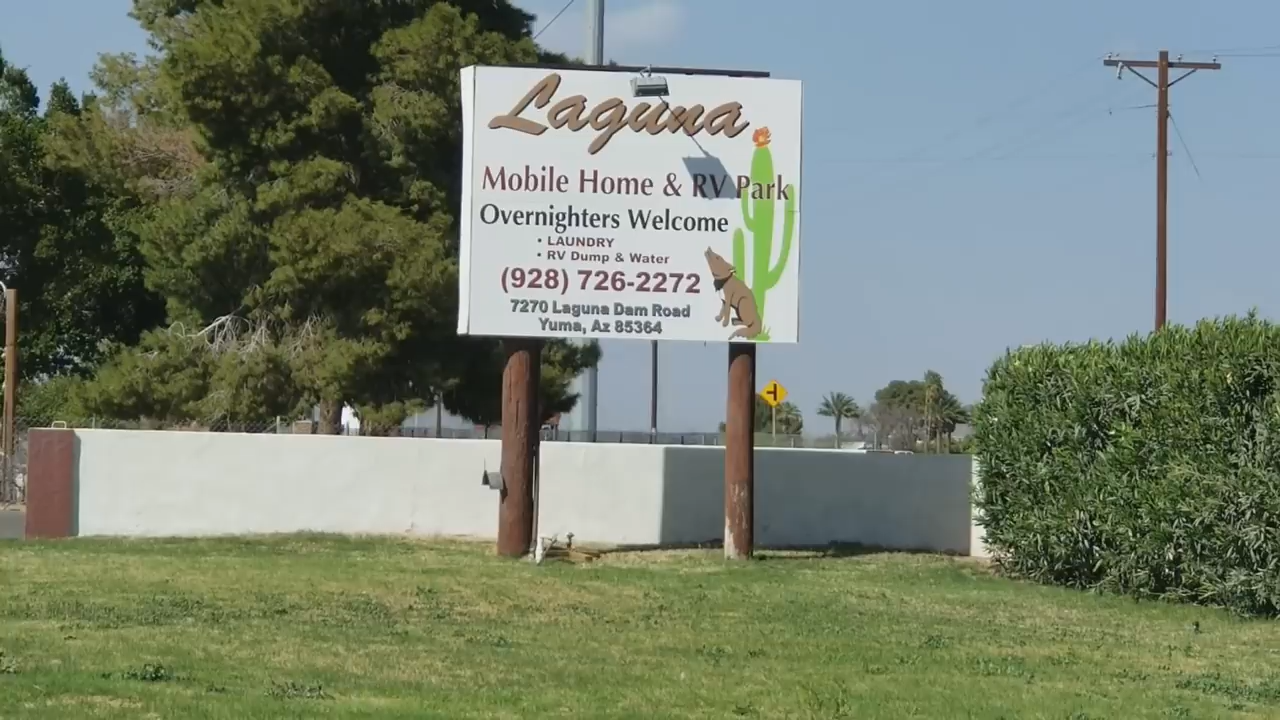 Laguna
Mobile Home & RV Park
Overnighters Welcome
• LAUNDRY
• RV Dump & Water
(928) 726-2272
7270 Laguna Dam Road
Yuma, Az 85364